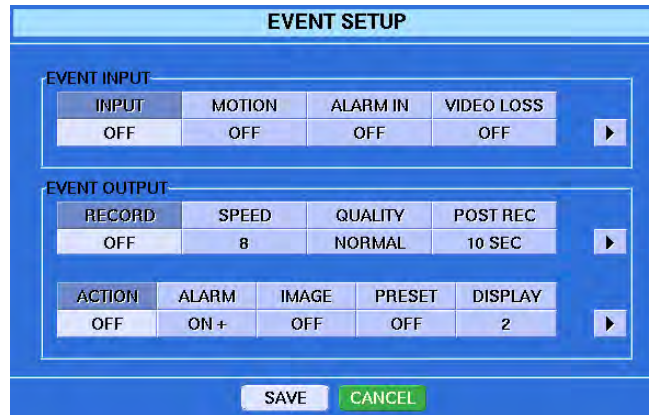 EVENT SETUP
EVENT INPUT
INPUT MOTION ALARM IN VIDEO LOSS
OFF OFF OFF OFF
EVENT OUTPUT
RECORD SPEED QUALITY POST REC
OFF 8 NORMAL 10 SEC
ACTION ALARM IMAGE PRESET DISPLAY
OFF ON + OFF OFF 2
SAVE CANCEL